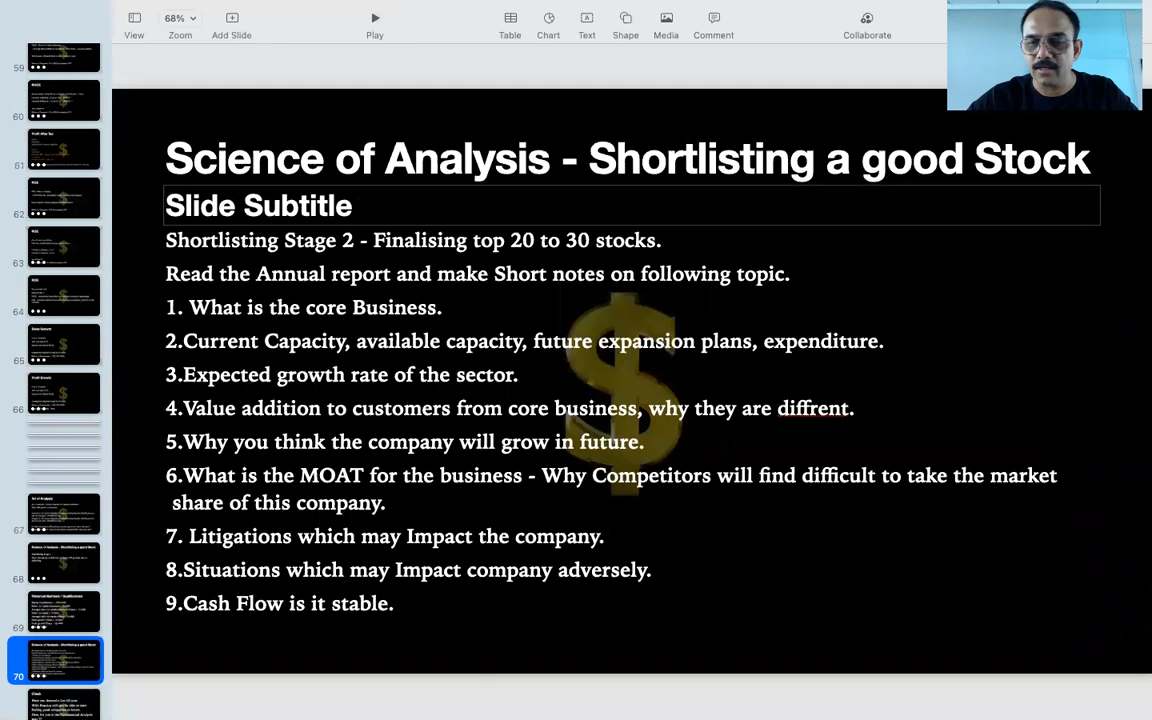 68%
View
Zoom
Add Slide
Play
Table
Chart
Text
Shape
Media
Comment
Collaborate
59
60
61
62
63
64
65
66
67
68
69
70
Science of Analysis - Shortlisting a good Stock
Slide Subtitle
Shortlisting Stage 2 - Finalising top 20 to 30 stocks.
Read the Annual report and make Short notes on following topic.
1. What is the core Business.
2.Current Capacity, available capacity, future expansion plans, expenditure.
3.Expected growth rate of the sector.
4.Value addition to customers from core business, why they are diffrent.
5.Why you think the company will grow in future.
6.What is the MOAT for the business - Why Competitors will find difficult to take the market
share of this company.
7. Litigations which may Impact the company.
8.Situations which may Impact company adversely.
9.Cash Flow is it stable.